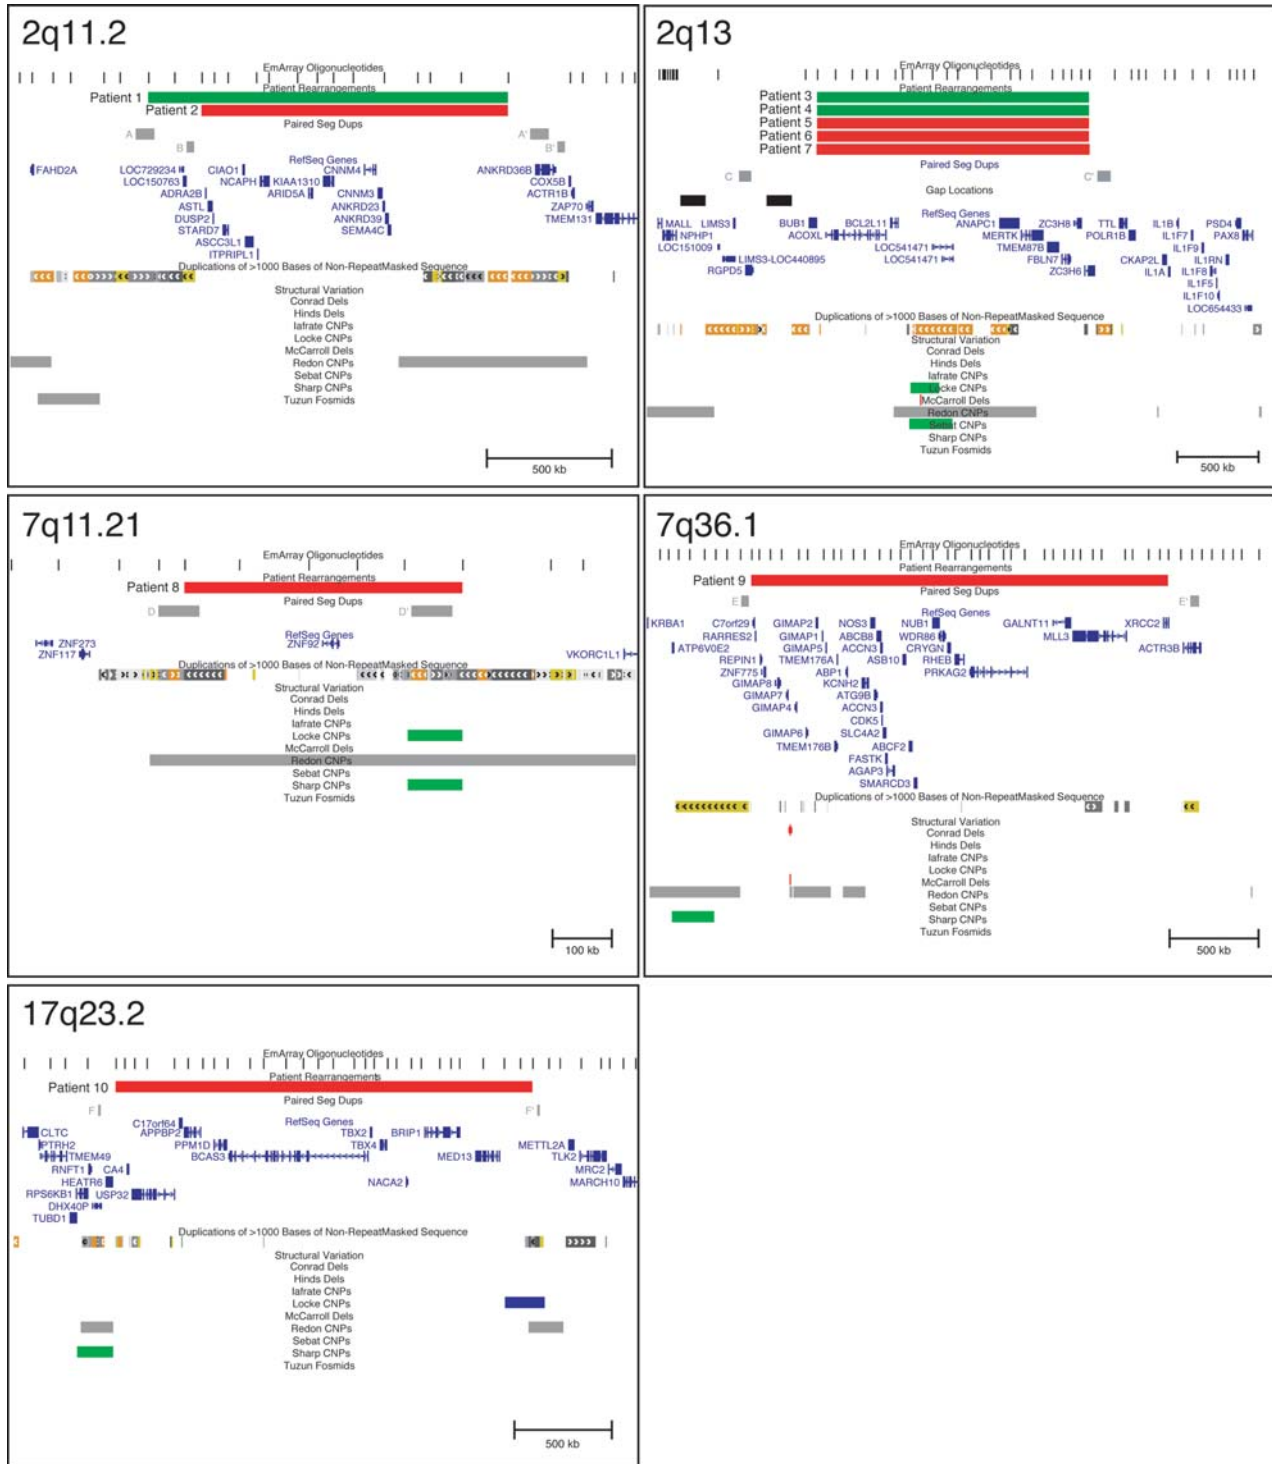 2q11.2
EmArray Oligonucleotides
Patient Rearrangements
Patient 1
Patient 2
Paired Seg Dups
A A'
B B'
RefSeq Genes
FAHD2A LOC729234 CIAO1 CNNM4 ANKRD36B
LOC150763 NCAPH KIAA1310 COX5B
ADRA2B ARID5A CNNM3 ACTR1B
ASTL ANKRD23 ZAP70
DUSP2 ANKRD39 TMEM131
STARD7 SEMA4C
ASCC3L1
ITPRIPL1
Duplications of >1000 Bases of Non-RepeatMasked Sequence
Structural Variation
Conrad Dels
Hinds Dels
Iafrate CNPs
Locke CNPs
McCarroll Dels
Redon CNPs
Sebat CNPs
Sharp CNPs
Tuzun Fosmids
500 kb
2q13
EmArray Oligonucleotides
Patient Rearrangements
Patient 3
Patient 4
Patient 5
Patient 6
Patient 7
Paired Seg Dups
C C'
Gap Locations
RefSeq Genes
MALL LIMS3 BUB1 BCL2L11 ANAPC1 ZC3H8 TTL IL1B PSD4
NPHP1 ACOXL MERTK POLR1B IL1F7 PAX8
LOC151009 LOC541471 TMEM87B IL1F9
LIMS3-LOC440895 LOC541471 FBLN7 CKAP2L IL1RN
RGPD5 ZC3H6 IL1A IL1F8
IL1F5
IL1F10
LOC654433
Duplications of >1000 Bases of Non-RepeatMasked Sequence
Structural Variation
Conrad Dels
Hinds Dels
Iafrate CNPs
Locke CNPs
McCarroll Dels
Redon CNPs
Sebat CNPs
Sharp CNPs
Tuzun Fosmids
500 kb
7q11.21
EmArray Oligonucleotides
Patient Rearrangements
Patient 8
Paired Seg Dups
D D'
RefSeq Genes
ZNF273 ZNF92
ZNF117 VKORC1L1
Duplications of >1000 Bases of Non-RepeatMasked Sequence
Structural Variation
Conrad Dels
Hinds Dels
Iafrate CNPs
Locke CNPs
McCarroll Dels
Redon CNPs
Sebat CNPs
Sharp CNPs
Tuzun Fosmids
100 kb
7q36.1
EmArray Oligonucleotides
Patient Rearrangements
Patient 9
Paired Seg Dups
E E'
RefSeq Genes
KRBA1 C7orf29 GIMAP2 NOS3 NUB1 GALNT11 XRCC2
RARRES2 GIMAP1 ABCB8 WDR86 MLL3
ATP6V0E2 GIMAP5 ACCN3 CRYGN ACTR3B
REPIN1 TMEM176A ASB10 RHEB
ZNF775 ABP1 PRKAG2
GIMAP8 KCNH2
GIMAP7 ATG9B
GIMAP4 ACCN3
CDK5
GIMAP6 SLC4A2
TMEM176B ABCF2
FASTK
AGAP3
SMARCD3
Duplications of >1000 Bases of Non-RepeatMasked Sequence
Structural Variation
Conrad Dels
Hinds Dels
Iafrate CNPs
Locke CNPs
McCarroll Dels
Redon CNPs
Sebat CNPs
Sharp CNPs
Tuzun Fosmids
500 kb
17q23.2
EmArray Oligonucleotides
Patient Rearrangements
Patient 10
Paired Seg Dups
F F'
RefSeq Genes
C17orf64
CLTC APPBP2 TBX2 BRIP1
PTRH2 PPM1D TBX4 METTL2A
TMEM49 BCAS3 MED13 TLK2
RNFT1 CA4 MRC2
HEATR6 NACA2 MARCH10
RPS6KB1 USP32
DHX40P
TUBD1
Duplications of >1000 Bases of Non-RepeatMasked Sequence
Structural Variation
Conrad Dels
Hinds Dels
Iafrate CNPs
Locke CNPs
McCarroll Dels
Redon CNPs
Sebat CNPs
Sharp CNPs
Tuzun Fosmids
500 kb